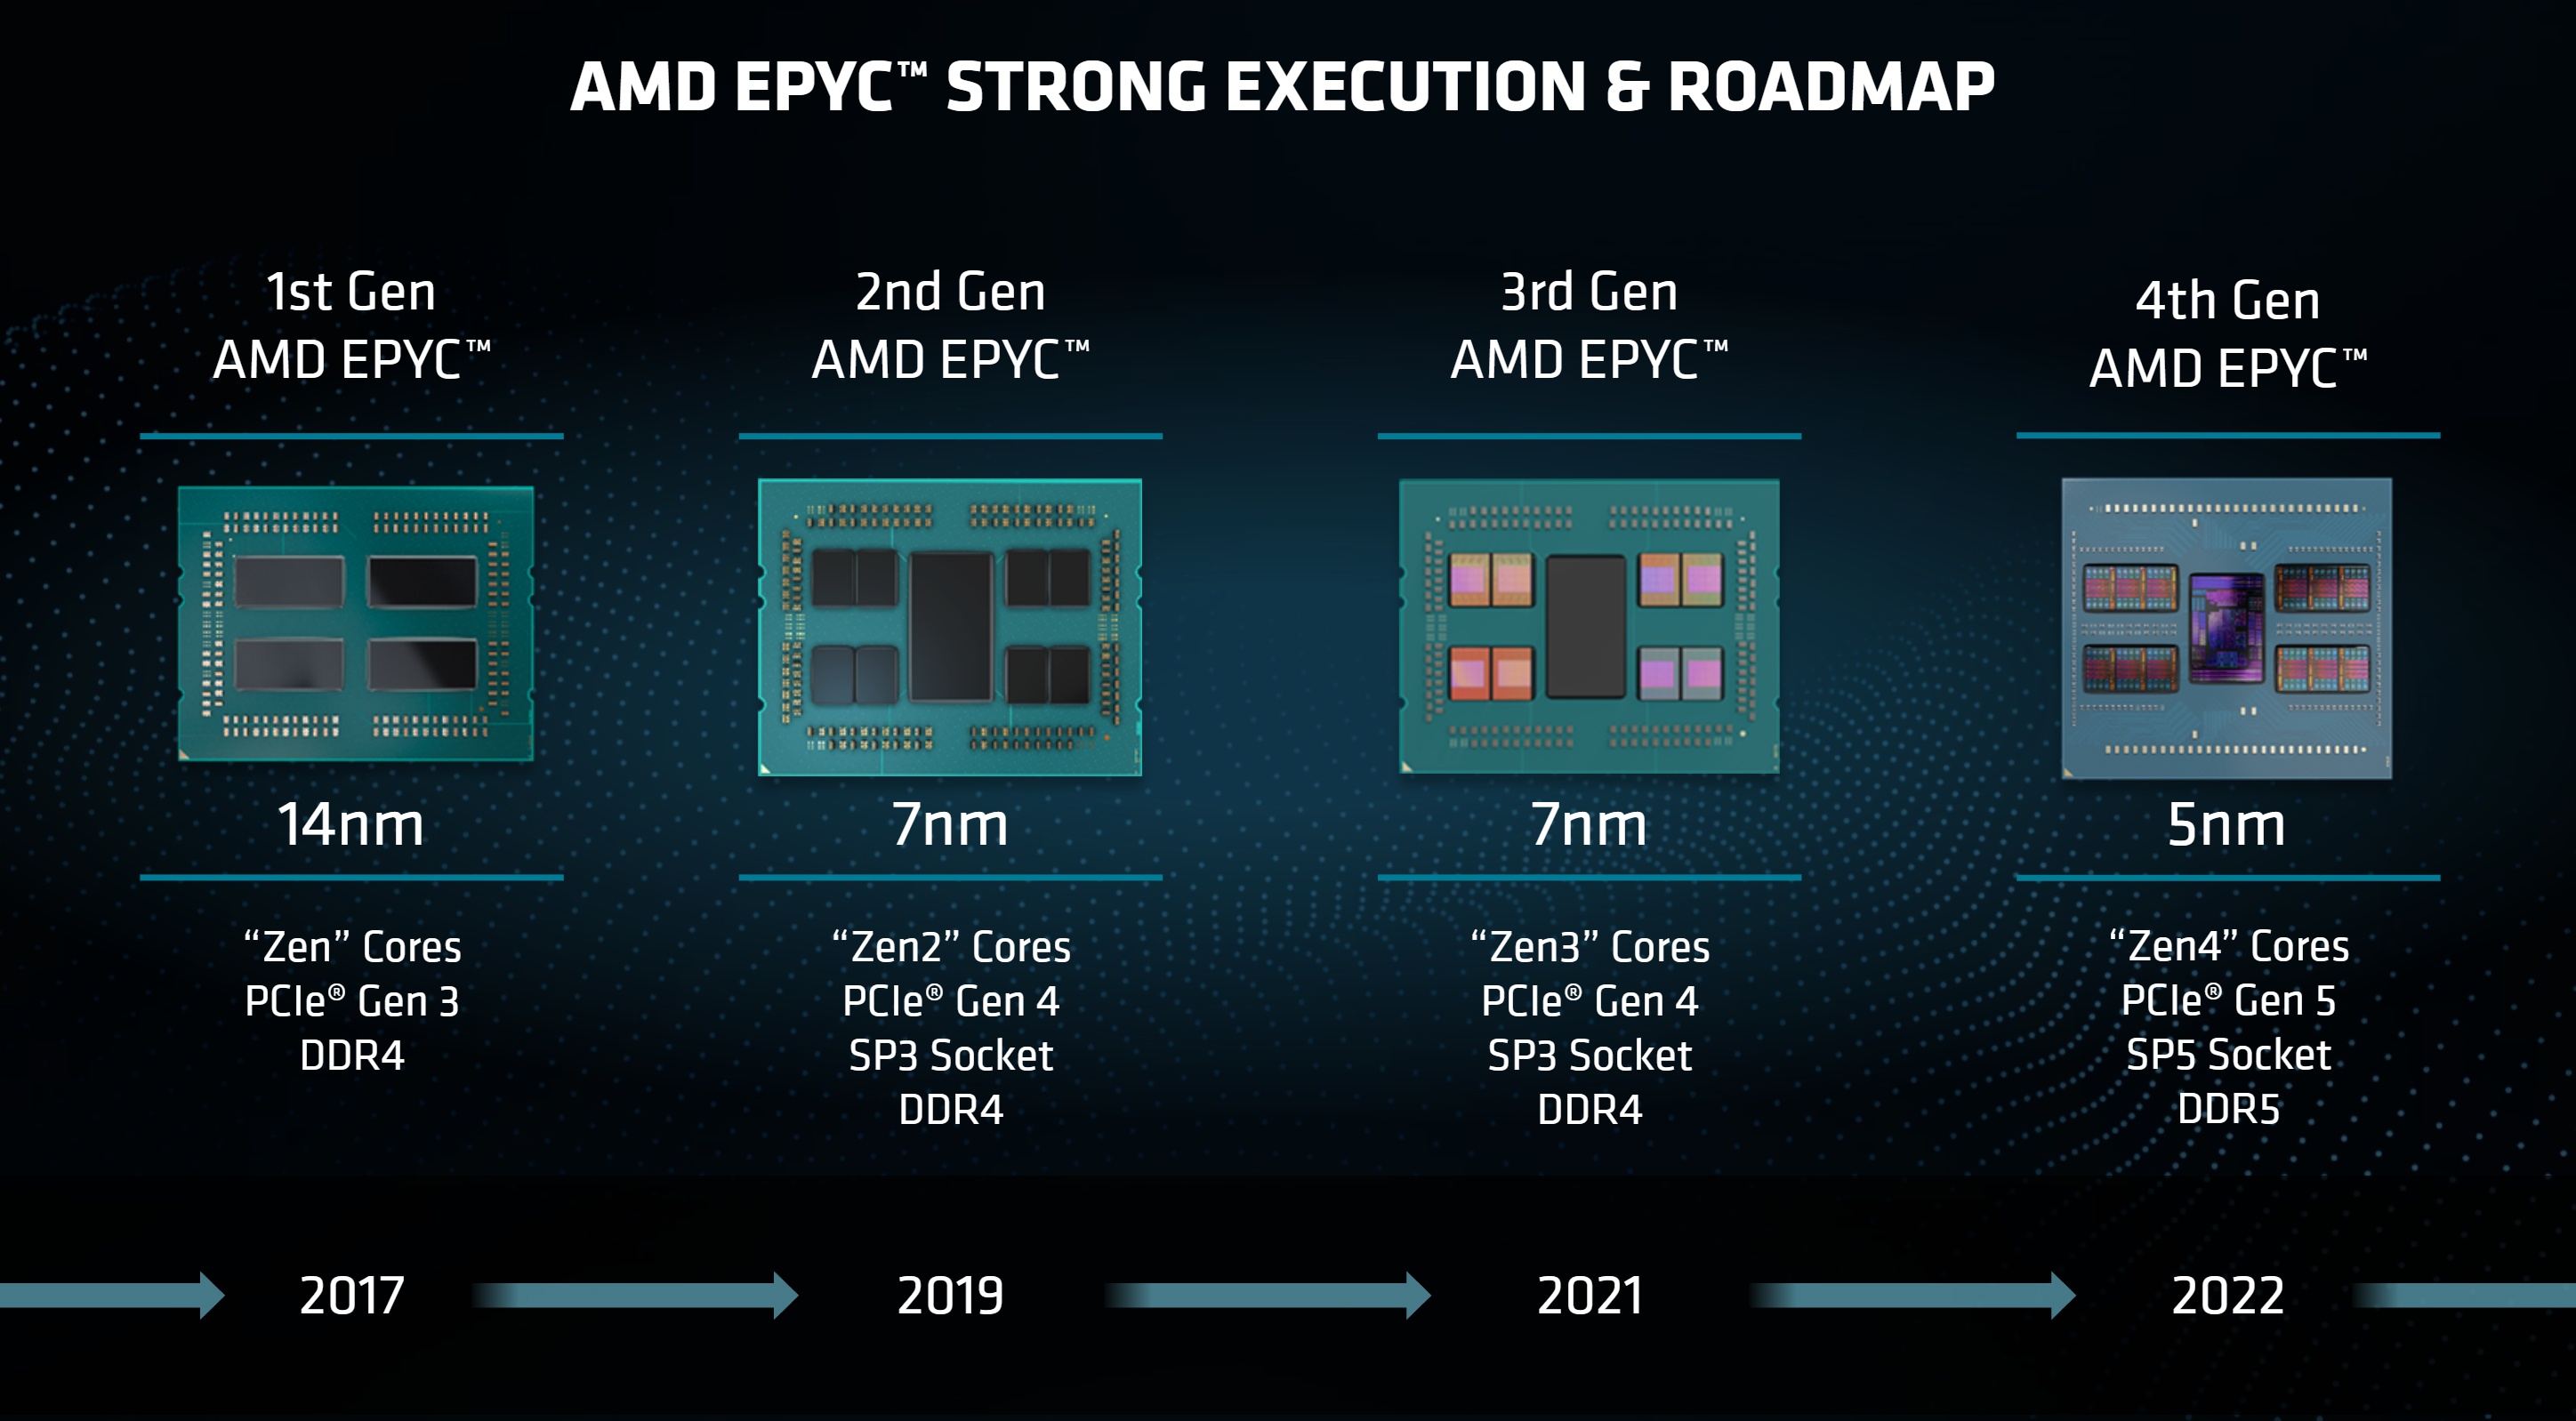 AMD EPYC™ STRONG EXECUTION & ROADMAP
1st Gen
AMD EPYC™
14nm
“Zen” Cores
PCIe® Gen 3
DDR4
2017
2nd Gen
AMD EPYC™
7nm
“Zen2” Cores
PCIe® Gen 4
SP3 Socket
DDR4
2019
3rd Gen
AMD EPYC™
7nm
“Zen3” Cores
PCIe® Gen 4
SP3 Socket
DDR4
2021
4th Gen
AMD EPYC™
5nm
“Zen4” Cores
PCIe® Gen 5
SP5 Socket
DDR5
2022